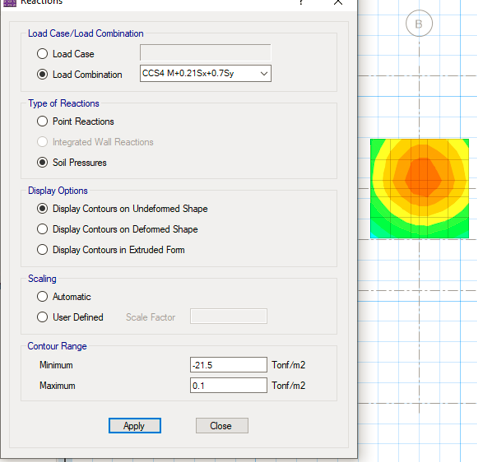 Reactions
?
Load Case/Load Combination
Load Case
Load Combination CCS4 M+0.21Sx+0.7Sy
Type of Reactions
Point Reactions
Integrated Wall Reactions
Soil Pressures
Display Options
Display Contours on Undeformed Shape
Display Contours on Deformed Shape
Display Contours in Extruded Form
Scaling
Automatic
User Defined Scale Factor
Contour Range
Minimum -21.5 Tonf/m2
Maximum 0.1 Tonf/m2
Apply Close
B